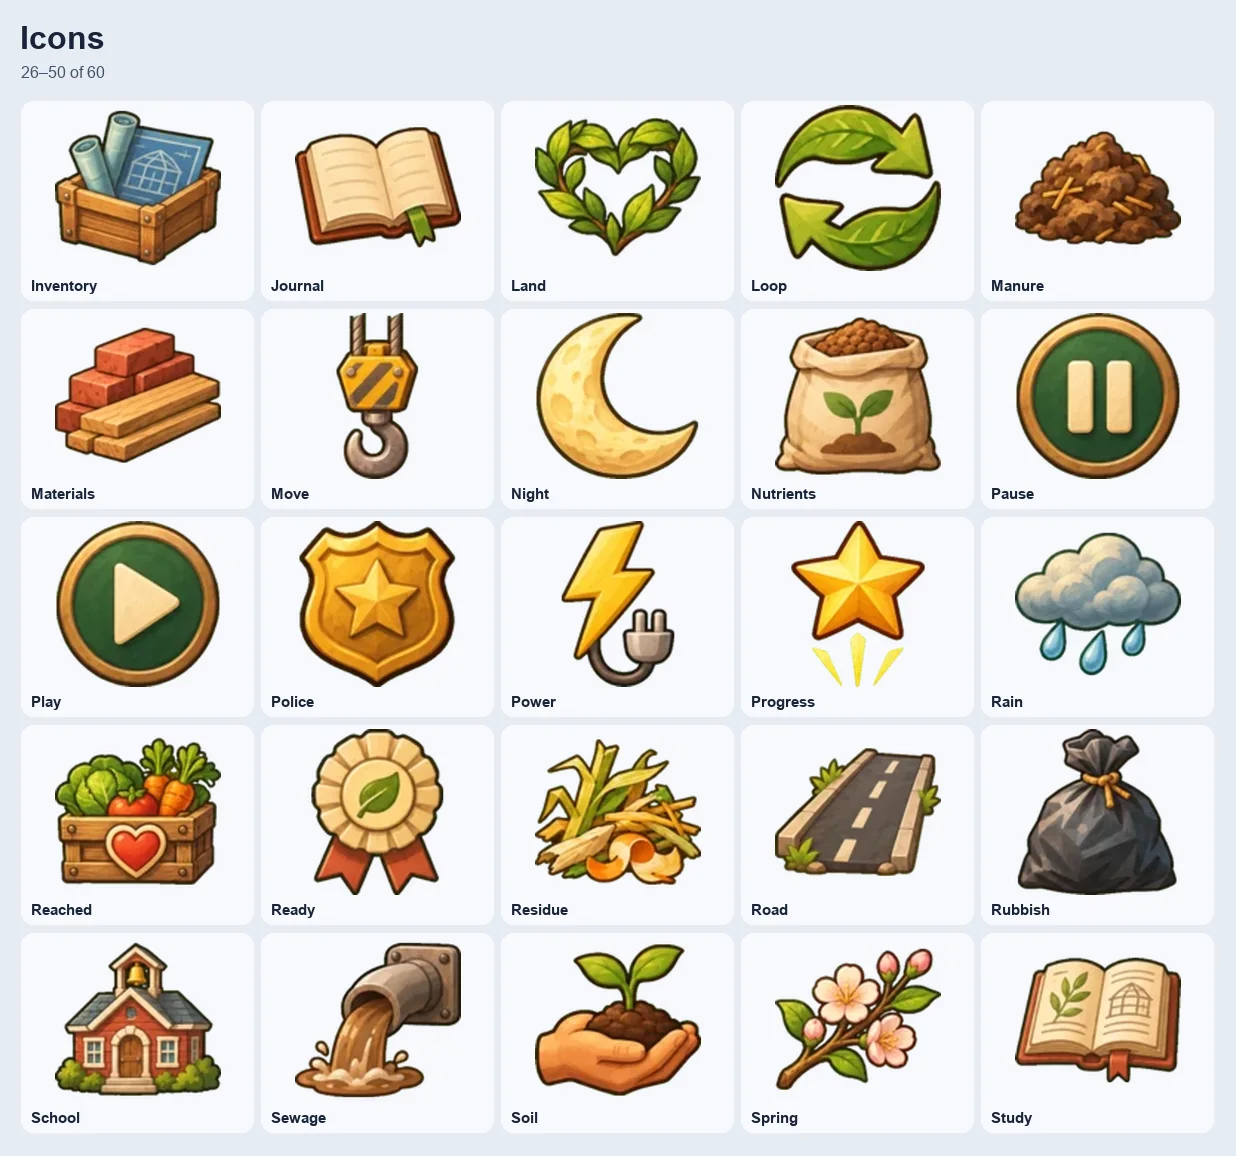 Icons
26–50 of 60
Inventory
Journal
Land
Loop
Manure
Materials
Move
Night
Nutrients
Pause
Play
Police
Power
Progress
Rain
Reached
Ready
Residue
Road
Rubbish
School
Sewage
Soil
Spring
Study